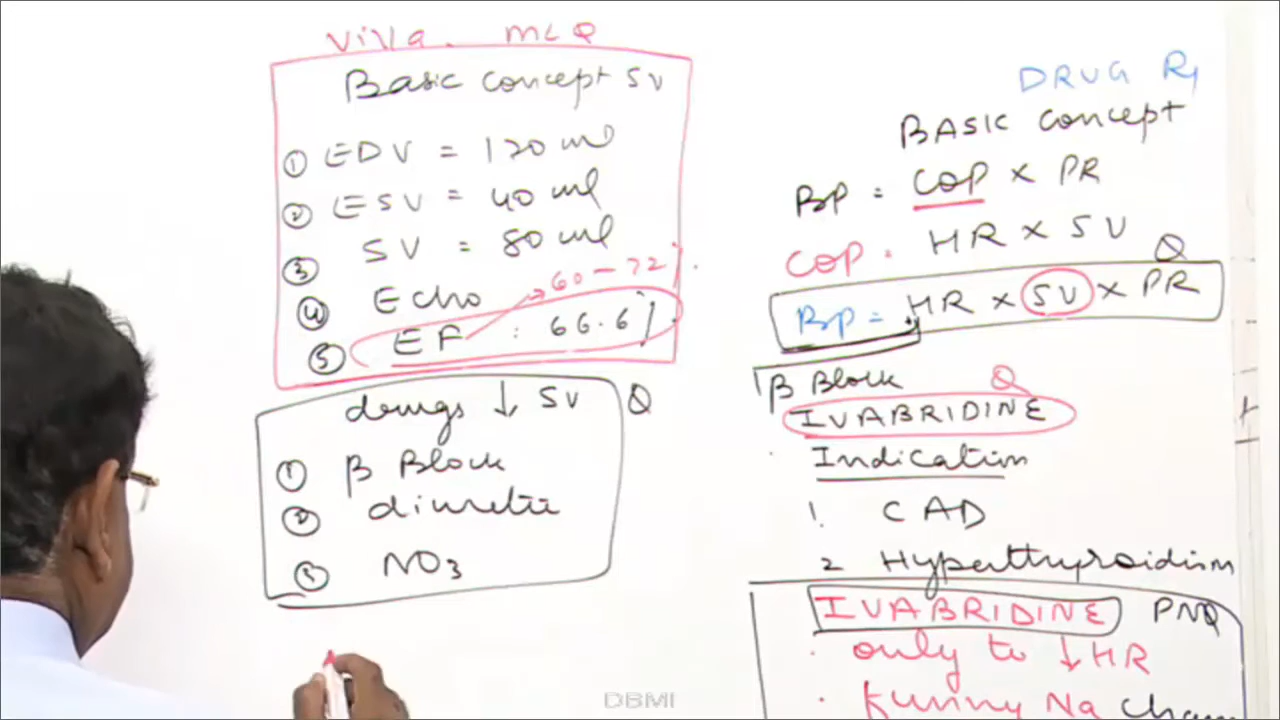 Viva. MCQ
Basic concept SV
① EDV = 120 ml
② ESV = 40 ml
③ SV = 80 ml
④ Echo
→ 60-72%.
⑤ EF : 66.6%
drugs ↓ SV Q
① β Block
② diuretic
③ NO3
DRUG Rx
BASIC concept
BP = COP × PR
COP = HR × SV
Q
BP = HR × SV × PR
β Block Q
IVABRIDINE
Indication
1. CAD
2 Hyperthyroidism
IVABRIDINE PNQ
. only to ↓ HR
. Funny Na chann
DBMI